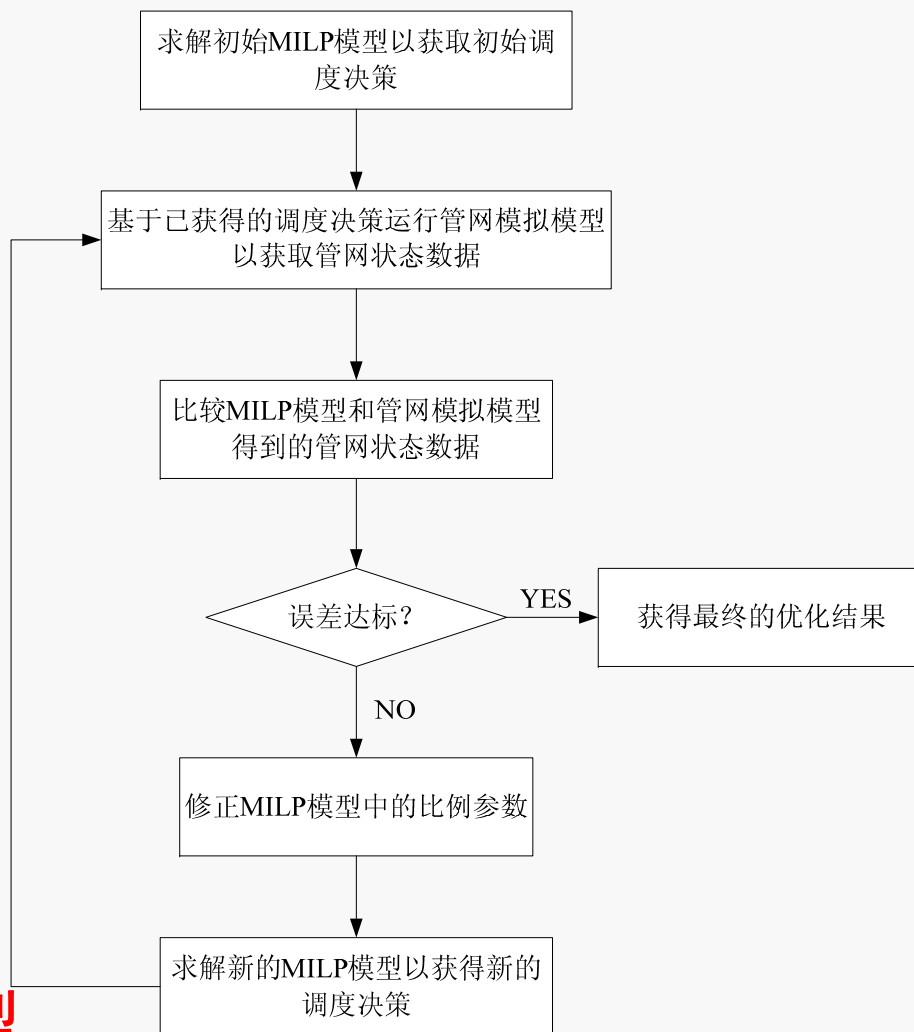 求解初始MILP模型以获取初始调
度决策
基于已获得的调度决策运行管网模拟模型
以获取管网状态数据
比较MILP模型和管网模拟模型
得到的管网状态数据
误差达标？
YES
获得最终的优化结果
NO
修正MILP模型中的比例参数
求解新的MILP模型以获得新的
调度决策